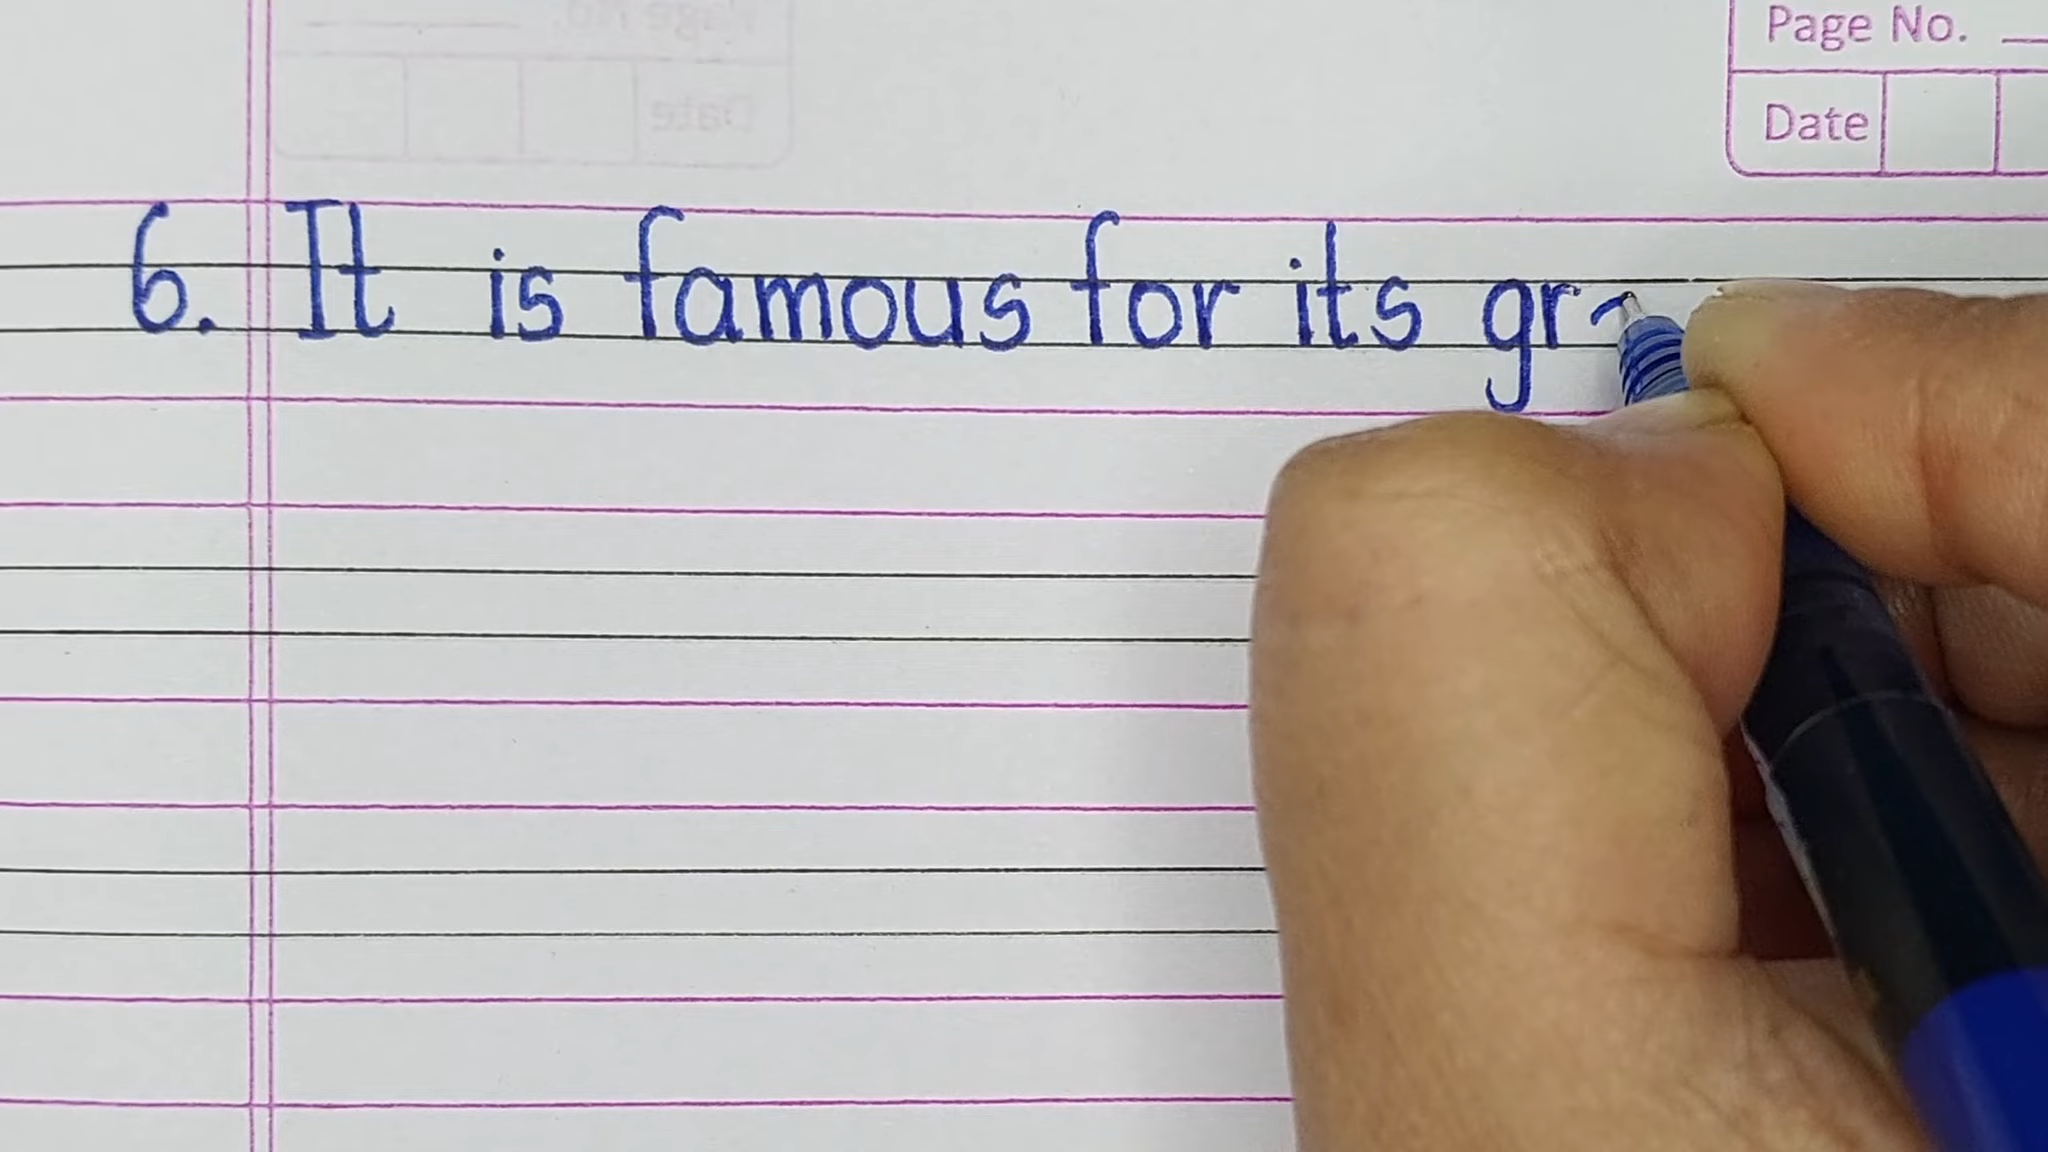 Page No.
Date
6. It is famous for its gr